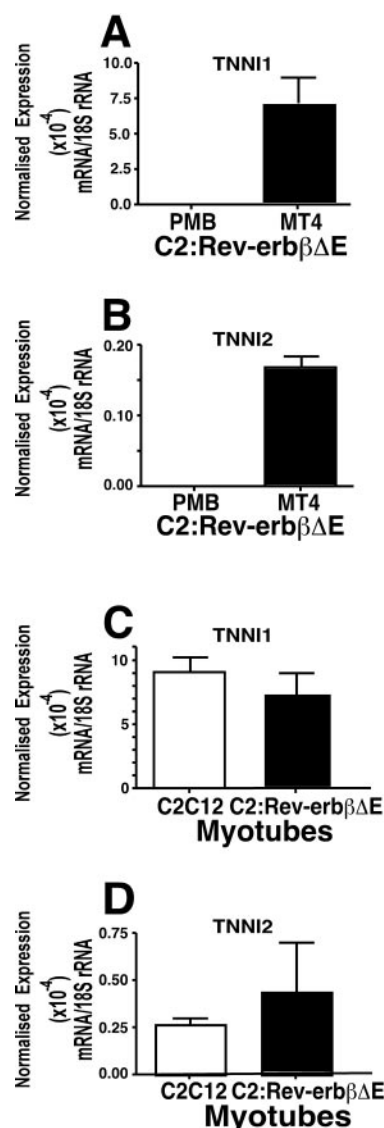 A
TNNI1
Normalised Expression
(x10⁻⁴)
mRNA/18S rRNA
10.0
7.5
5.0
2.5
0.0
PMB MT4
C2:Rev-erbβΔE
B
TNNI2
Normalised Expression
(x10⁻⁴)
mRNA/18S rRNA
0.20
0.10
0.00
PMB MT4
C2:Rev-erbβΔE
C
TNNI1
Normalised Expression
(x10⁻⁴)
mRNA/18S rRNA
10
5
0
C2C12 C2:Rev-erbβΔE
Myotubes
D
TNNI2
Normalised Expression
(x10⁻⁴)
mRNA/18S rRNA
0.75
0.50
0.25
0.00
C2C12 C2:Rev-erbβΔE
Myotubes